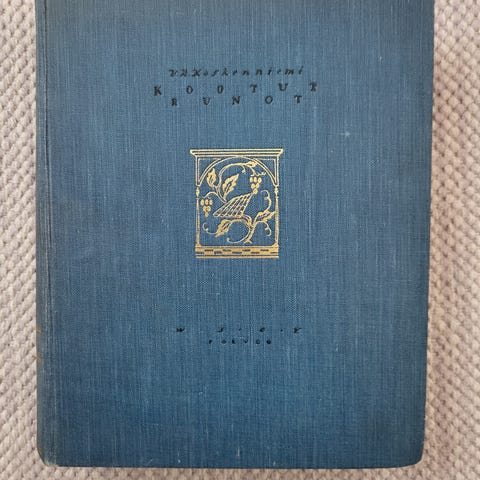 V.A.Koskenniemi
KOOTUT
RUNOT
W S O Y
PORVOO